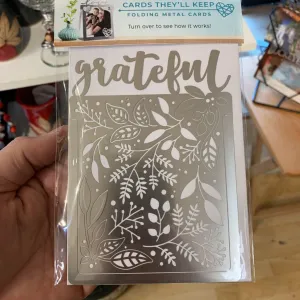 CARDS THEY'LL KEEP
FOLDING METAL CARDS
Turn over to see how it works!
grateful